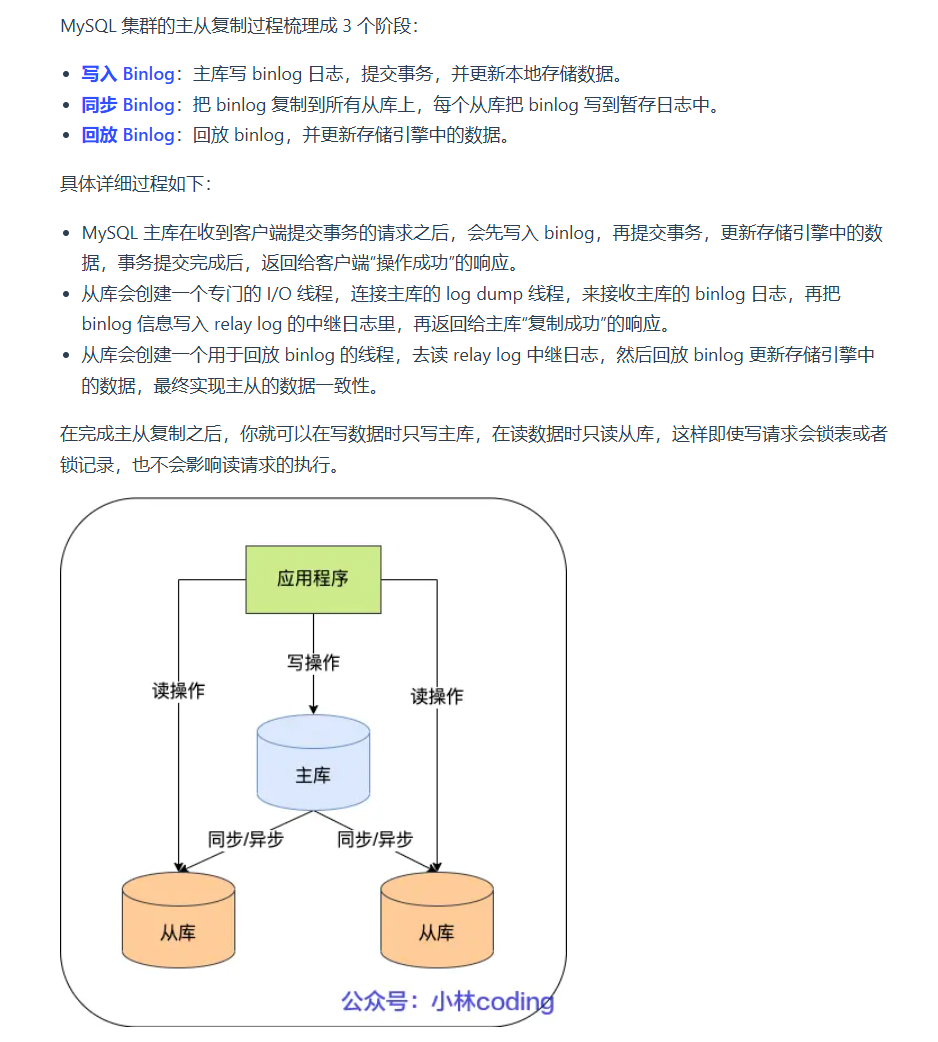 MySQL 集群的主从复制过程梳理成 3 个阶段：
写入 Binlog：主库写 binlog 日志，提交事务，并更新本地存储数据。
同步 Binlog：把 binlog 复制到所有从库上，每个从库把 binlog 写到暂存日志中。
回放 Binlog：回放 binlog，并更新存储引擎中的数据。
具体详细过程如下：
MySQL 主库在收到客户端提交事务的请求之后，会先写入 binlog，再提交事务，更新存储引擎中的数
据，事务提交完成后，返回给客户端“操作成功”的响应。
从库会创建一个专门的 I/O 线程，连接主库的 log dump 线程，来接收主库的 binlog 日志，再把
binlog 信息写入 relay log 的中继日志里，再返回给主库“复制成功”的响应。
从库会创建一个用于回放 binlog 的线程，去读 relay log 中继日志，然后回放 binlog 更新存储引擎中
的数据，最终实现主从的数据一致性。
在完成主从复制之后，你就可以在写数据时只写主库，在读数据时只读从库，这样即使写请求会锁表或者
锁记录，也不会影响读请求的执行。
应用程序
写操作
读操作
读操作
主库
同步/异步
同步/异步
从库
从库
公众号：小林coding